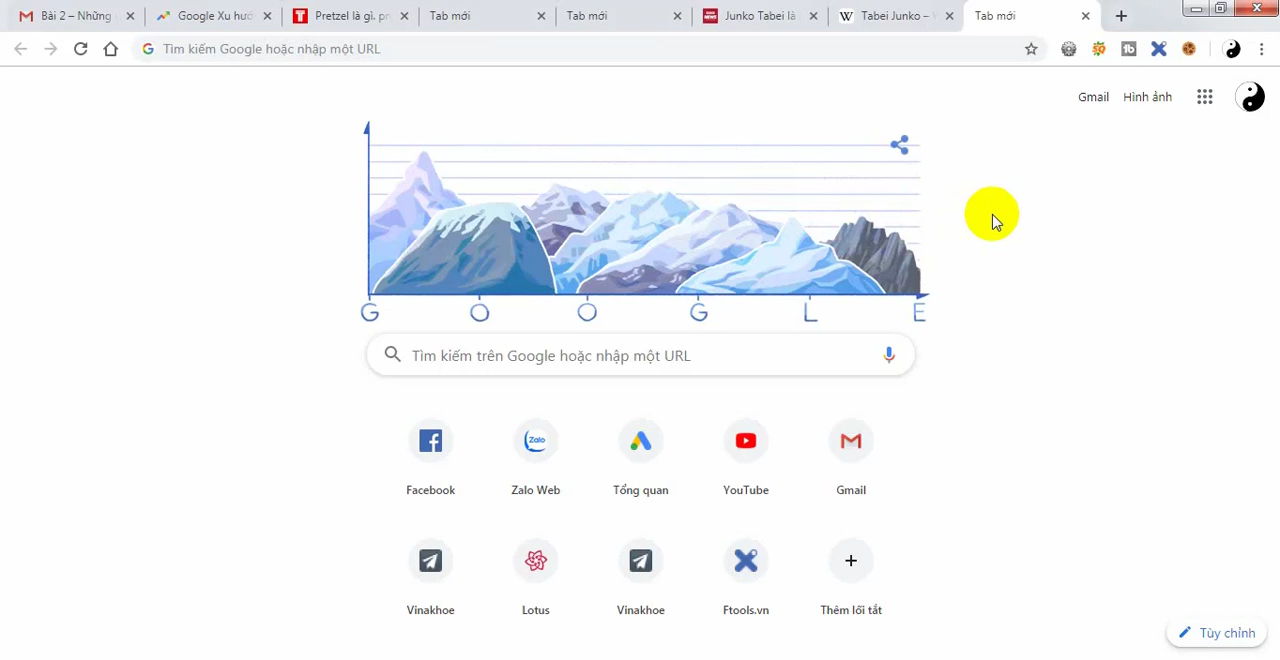 Bài 2 – Những
Google Xu hướ
Pretzel là gì. pr
Tab mới
Tab mới
Junko Tabei là
Tabei Junko –
Tab mới
Tìm kiếm Google hoặc nhập một URL
Gmail
Hình ảnh
G O O G L E
Tìm kiếm trên Google hoặc nhập một URL
Facebook
Zalo Web
Tổng quan
YouTube
Gmail
Vinakhoe
Lotus
Vinakhoe
Ftools.vn
Thêm lối tắt
Tùy chỉnh